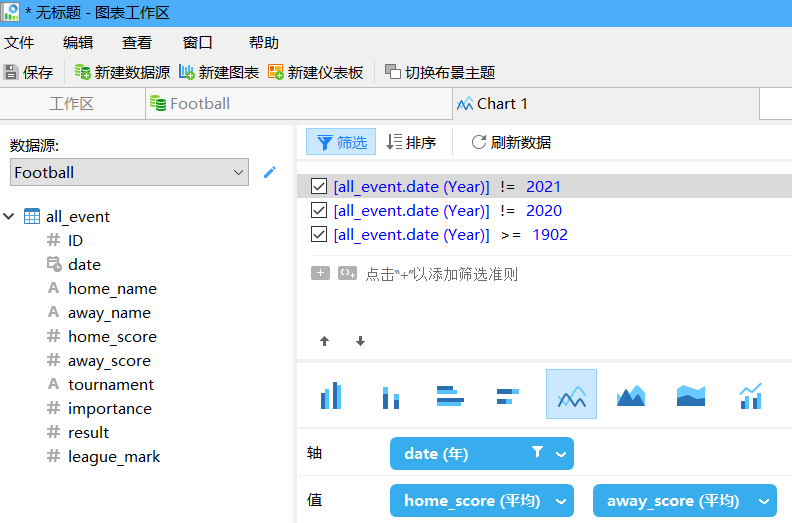 * 无标题 - 图表工作区
文件 编辑 查看 窗口 帮助
保存 新建数据源 新建图表 新建仪表板 切换布景主题
工作区 Football Chart 1
数据源:
Football
all_event
# ID
date
A home_name
A away_name
# home_score
# away_score
A tournament
# importance
# result
# league_mark
筛选 排序 刷新数据
[all_event.date (Year)] != 2021
[all_event.date (Year)] != 2020
[all_event.date (Year)] >= 1902
点击“+”以添加筛选准则
轴 date (年)
值 home_score (平均) away_score (平均)